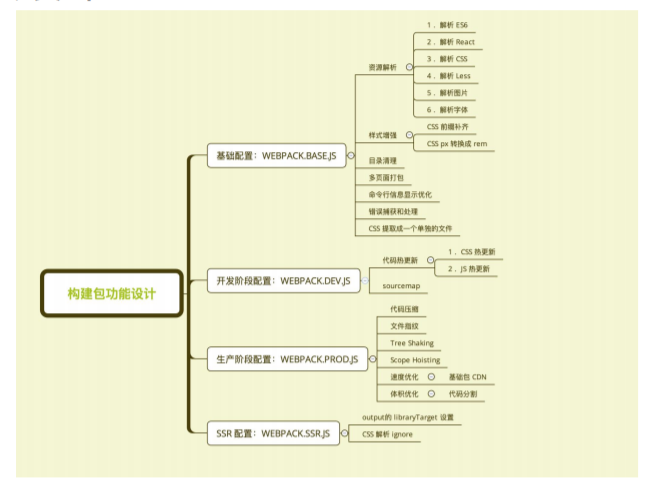 构建包功能设计
基础配置：WEBPACK.BASE.JS
资源解析
1．解析 ES6
2．解析 React
3．解析 CSS
4．解析 Less
5．解析图片
6．解析字体
样式增强
CSS 前缀补齐
CSS px 转换成 rem
目录清理
多页面打包
命令行信息显示优化
错误捕获和处理
CSS 提取成一个单独的文件
开发阶段配置：WEBPACK.DEV.JS
代码热更新
1．CSS 热更新
2．JS 热更新
sourcemap
生产阶段配置：WEBPACK.PROD.JS
代码压缩
文件指纹
Tree Shaking
Scope Hoisting
速度优化
基础包 CDN
体积优化
代码分割
SSR 配置：WEBPACK.SSR.JS
output的 libraryTarget 设置
CSS 解析 ignore